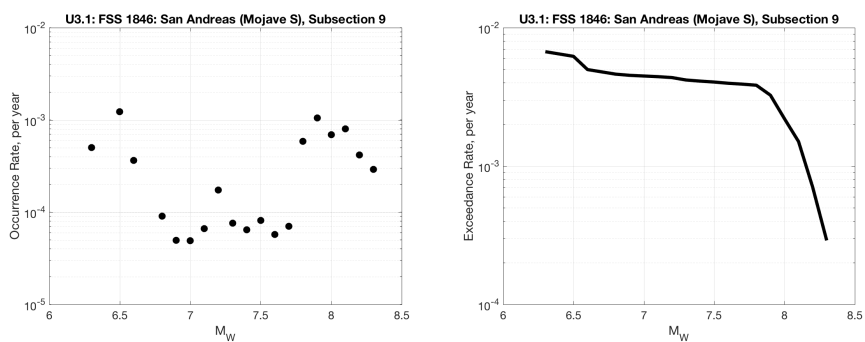 U3.1: FSS 1846: San Andreas (Mojave S), Subsection 9
10^-2
10^-3
10^-4
10^-5
Occurrence Rate, per year
6 6.5 7 7.5 8 8.5
M_W
U3.1: FSS 1846: San Andreas (Mojave S), Subsection 9
10^-2
10^-3
10^-4
Exceedance Rate, per year
6 6.5 7 7.5 8 8.5
M_W